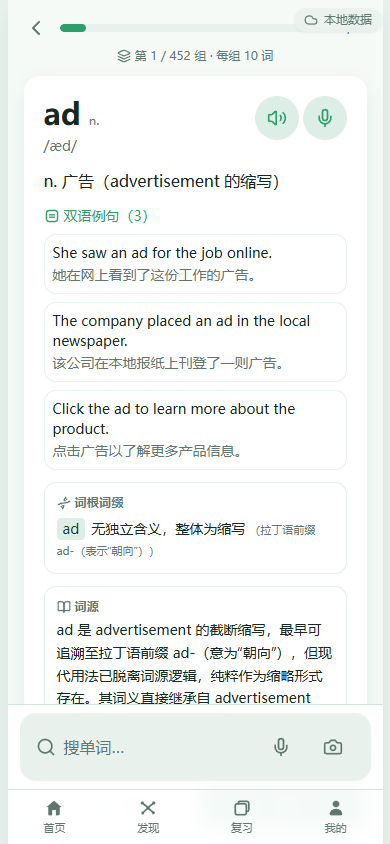 本地数据
第 1 / 452 组 · 每组 10 词
ad n.
/æd/
n. 广告（advertisement 的缩写）
双语例句（3）
She saw an ad for the job online.
她在网上看到了这份工作的广告。
The company placed an ad in the local
newspaper.
该公司在本地报纸上刊登了一则广告。
Click the ad to learn more about the
product.
点击广告以了解更多产品信息。
词根词缀
ad 无独立含义，整体为缩写（拉丁语前缀
ad-（表示“朝向”））
词源
ad 是 advertisement 的截断缩写，最早可
追溯至拉丁语前缀 ad-（意为“朝向”），但现
代用法已脱离词源逻辑，纯粹作为缩略形式
存在。其词义直接继承自 advertisement
搜单词...
首页 发现 复习 我的